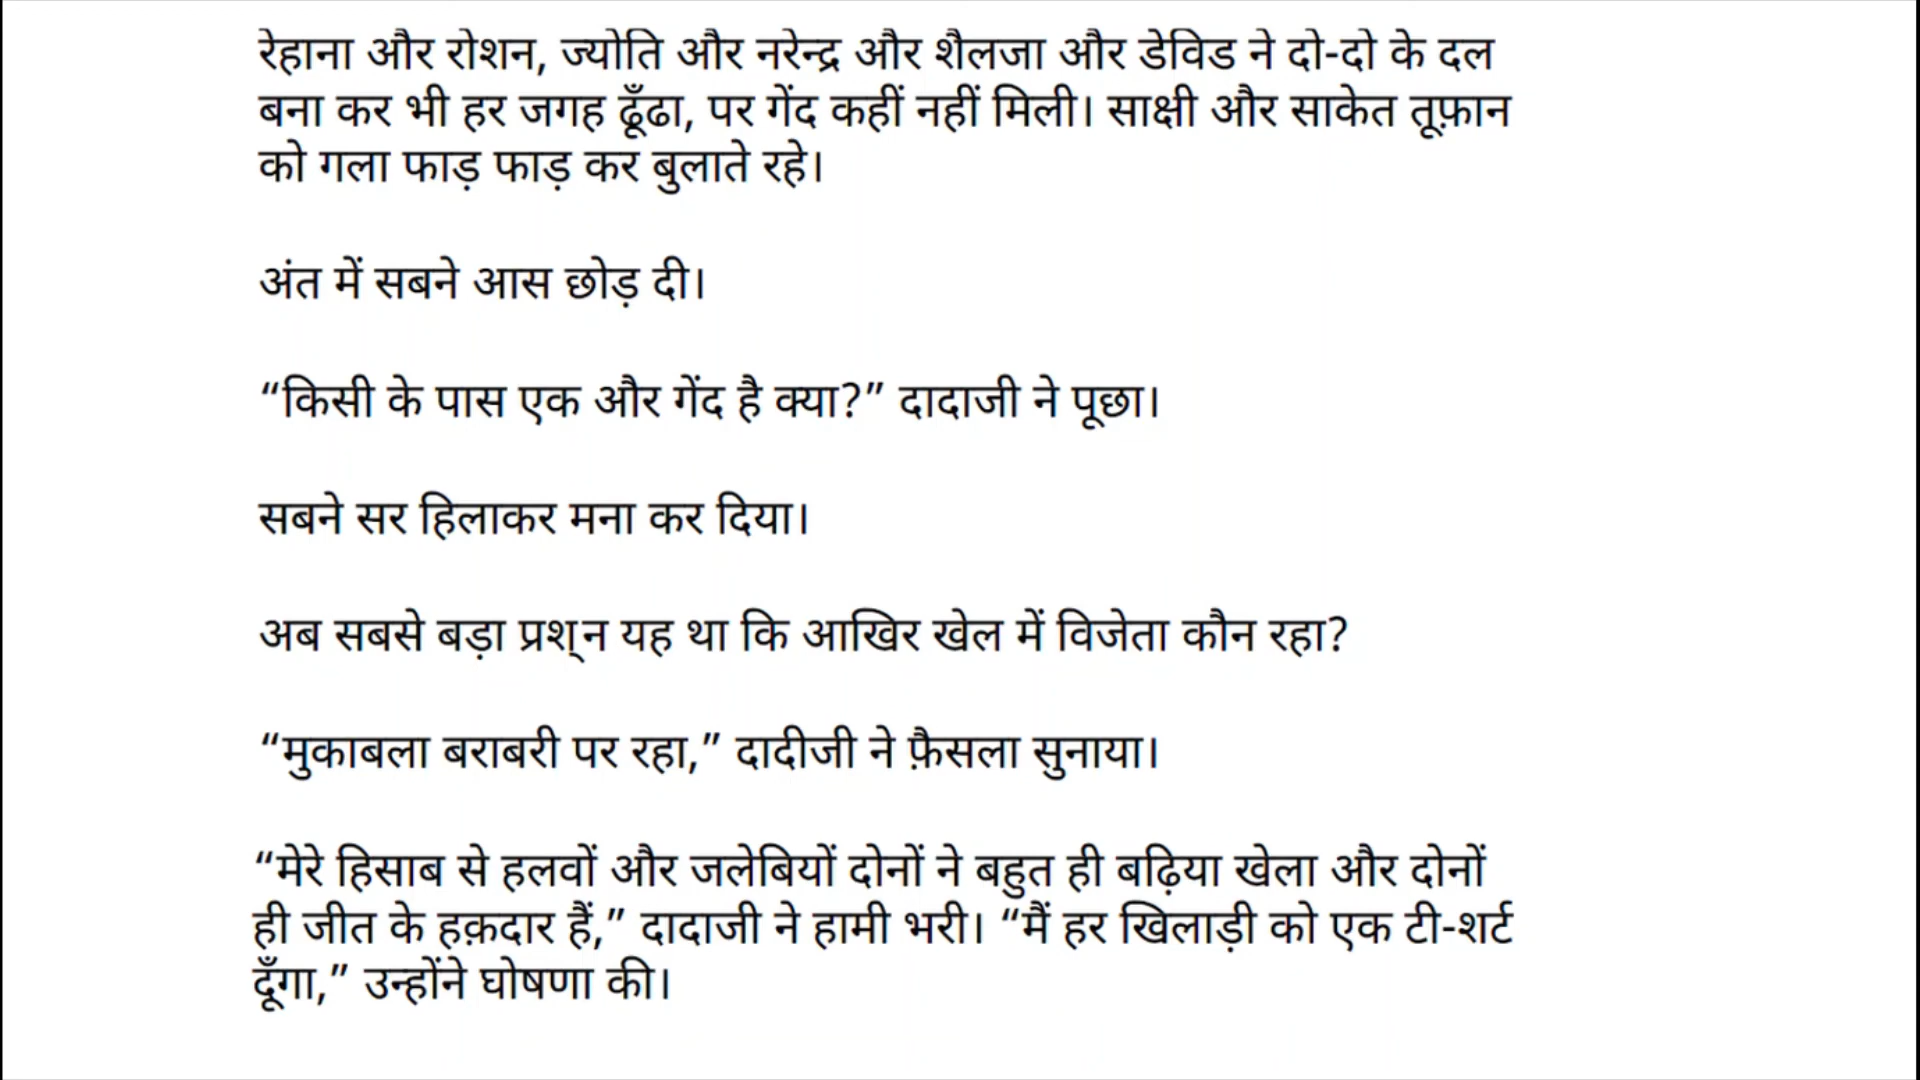 रेहाना और रोशन, ज्योति और नरेन्द्र और शैलजा और डेविड ने दो-दो के दल
बना कर भी हर जगह ढूँढा, पर गेंद कहीं नहीं मिली। साक्षी और साकेत तूफ़ान
को गला फाड़ फाड़ कर बुलाते रहे।
अंत में सबने आस छोड़ दी।
“किसी के पास एक और गेंद है क्या?” दादाजी ने पूछा।
सबने सर हिलाकर मना कर दिया।
अब सबसे बड़ा प्रश्‌न यह था कि आखिर खेल में विजेता कौन रहा?
“मुकाबला बराबरी पर रहा,” दादीजी ने फ़ैसला सुनाया।
“मेरे हिसाब से हलवों और जलेबियों दोनों ने बहुत ही बढ़िया खेला और दोनों
ही जीत के हक़दार हैं,” दादाजी ने हामी भरी। “मैं हर खिलाड़ी को एक टी-शर्ट
दूँगा,” उन्होंने घोषणा की।